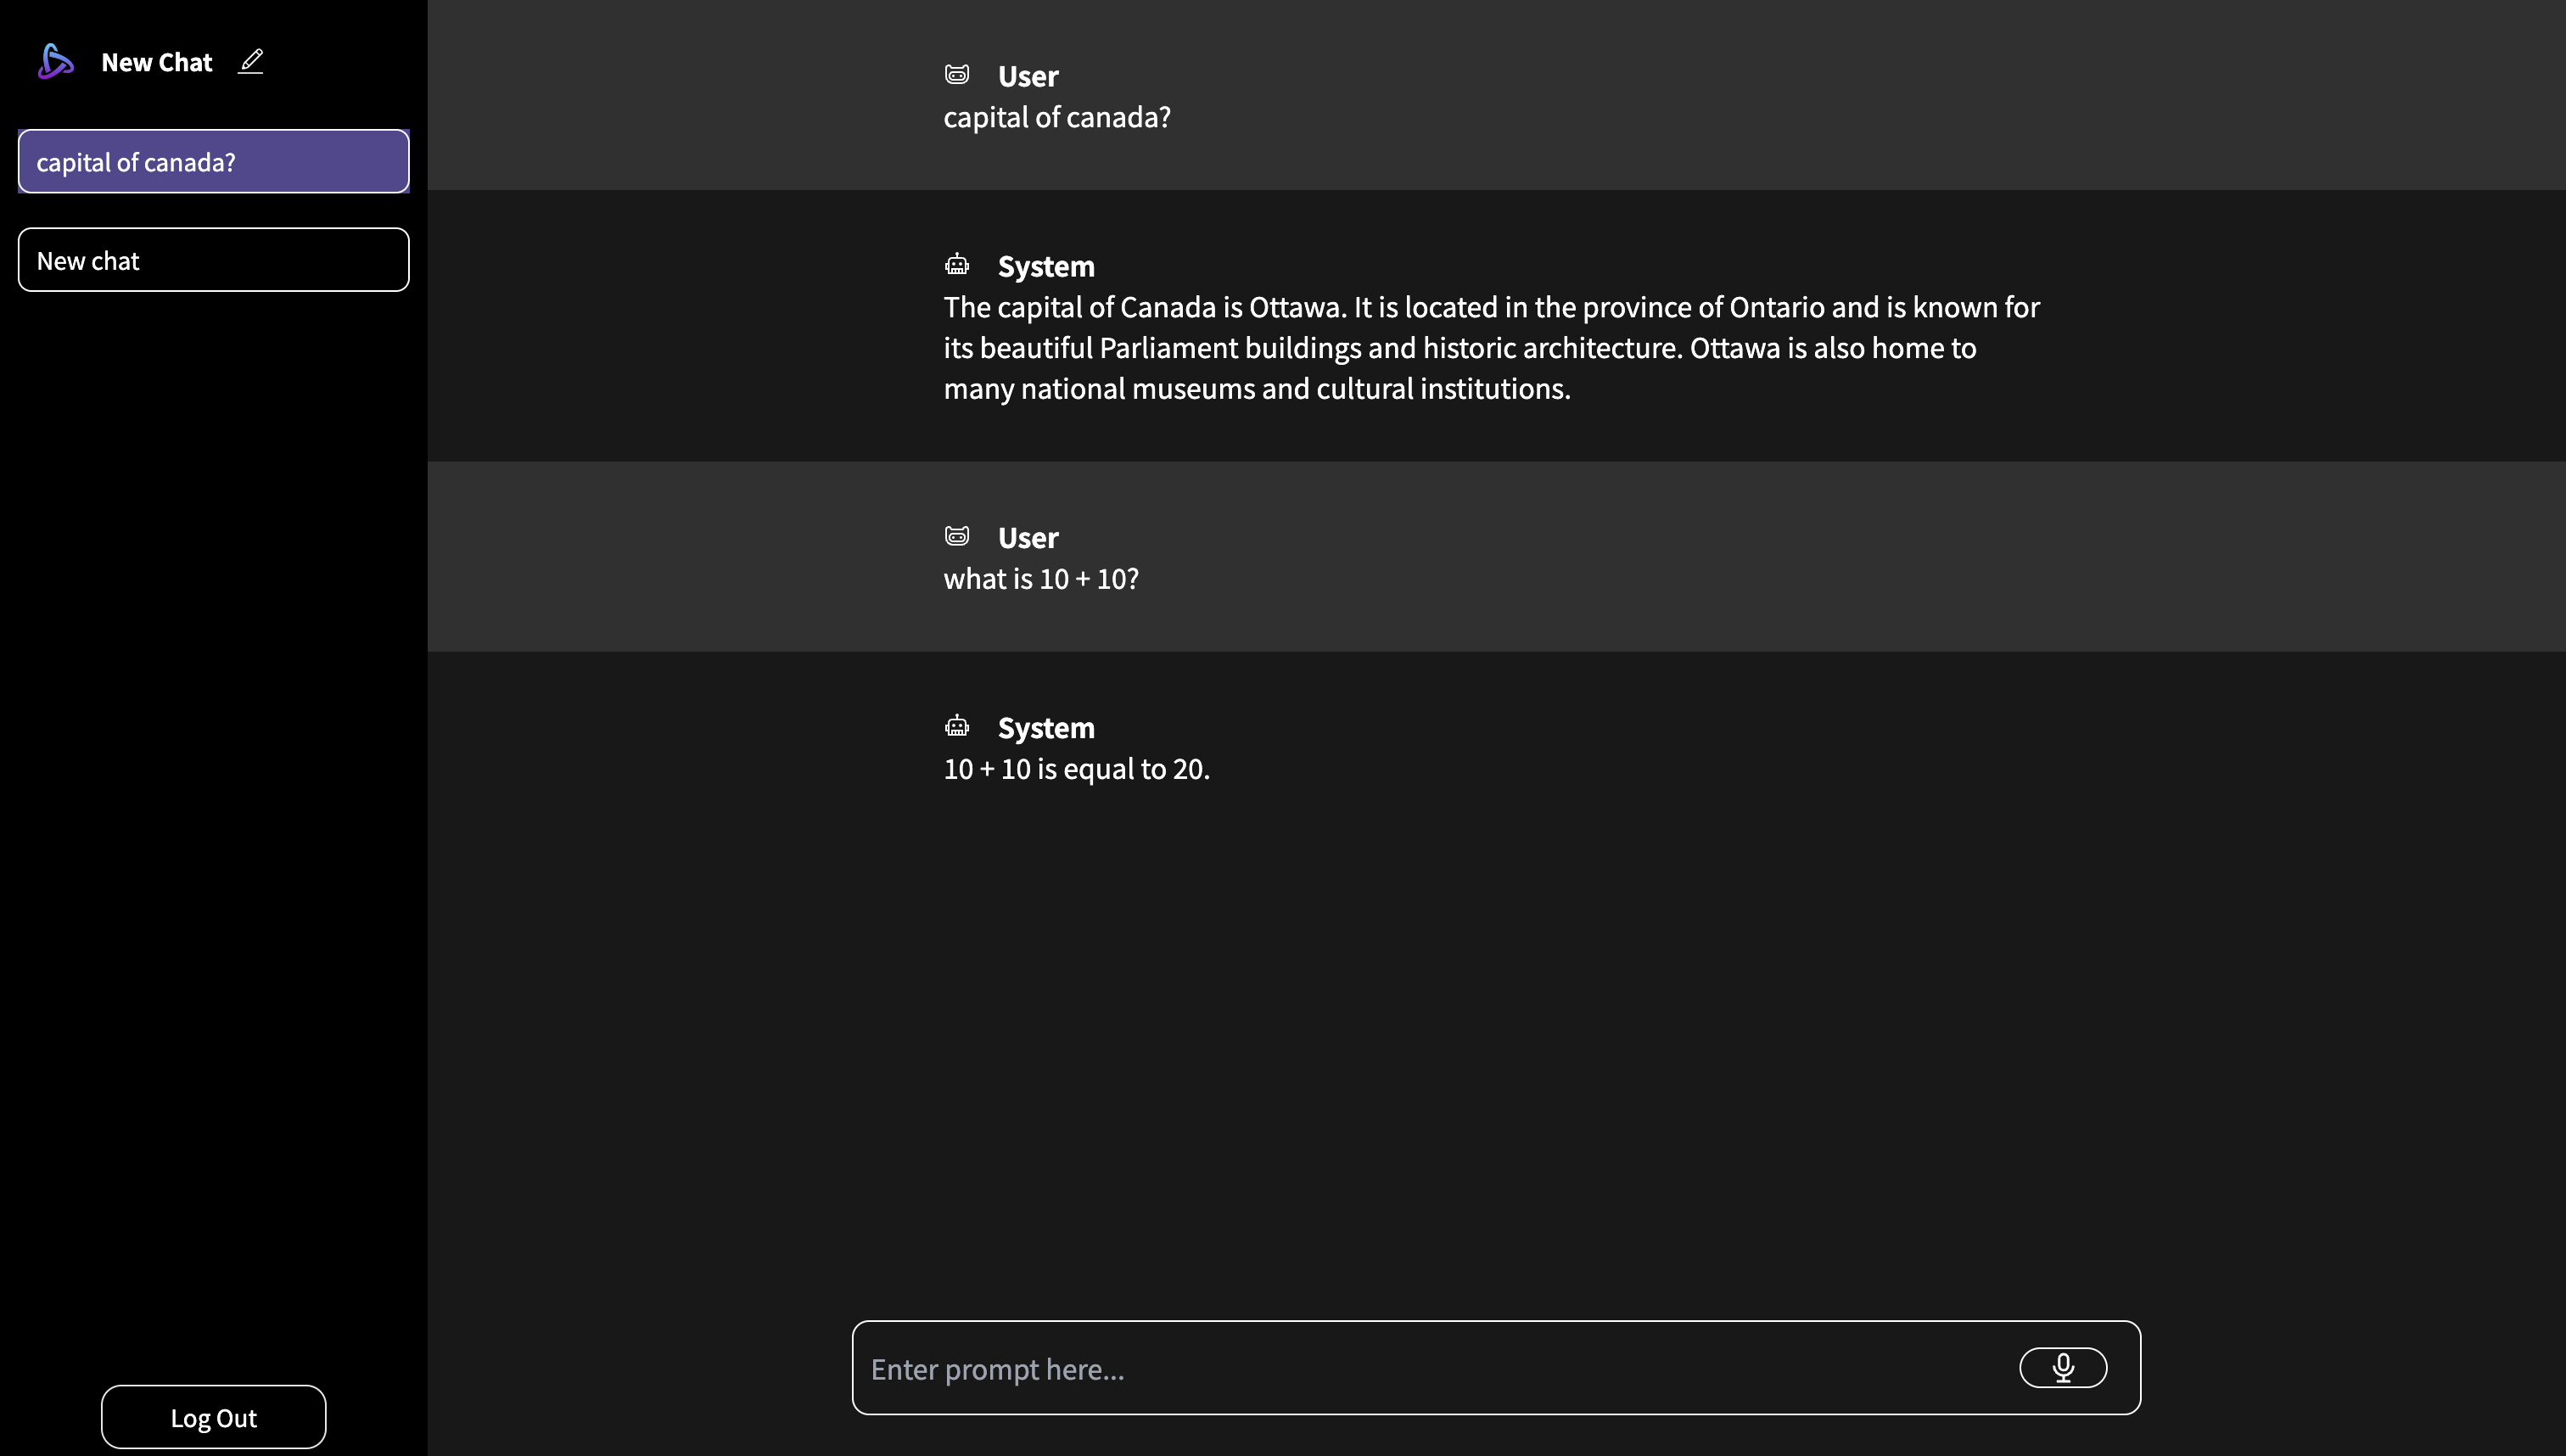 New Chat
capital of canada?
New chat
Log Out
User
capital of canada?
System
The capital of Canada is Ottawa. It is located in the province of Ontario and is known for
its beautiful Parliament buildings and historic architecture. Ottawa is also home to
many national museums and cultural institutions.
User
what is 10 + 10?
System
10 + 10 is equal to 20.
Enter prompt here...